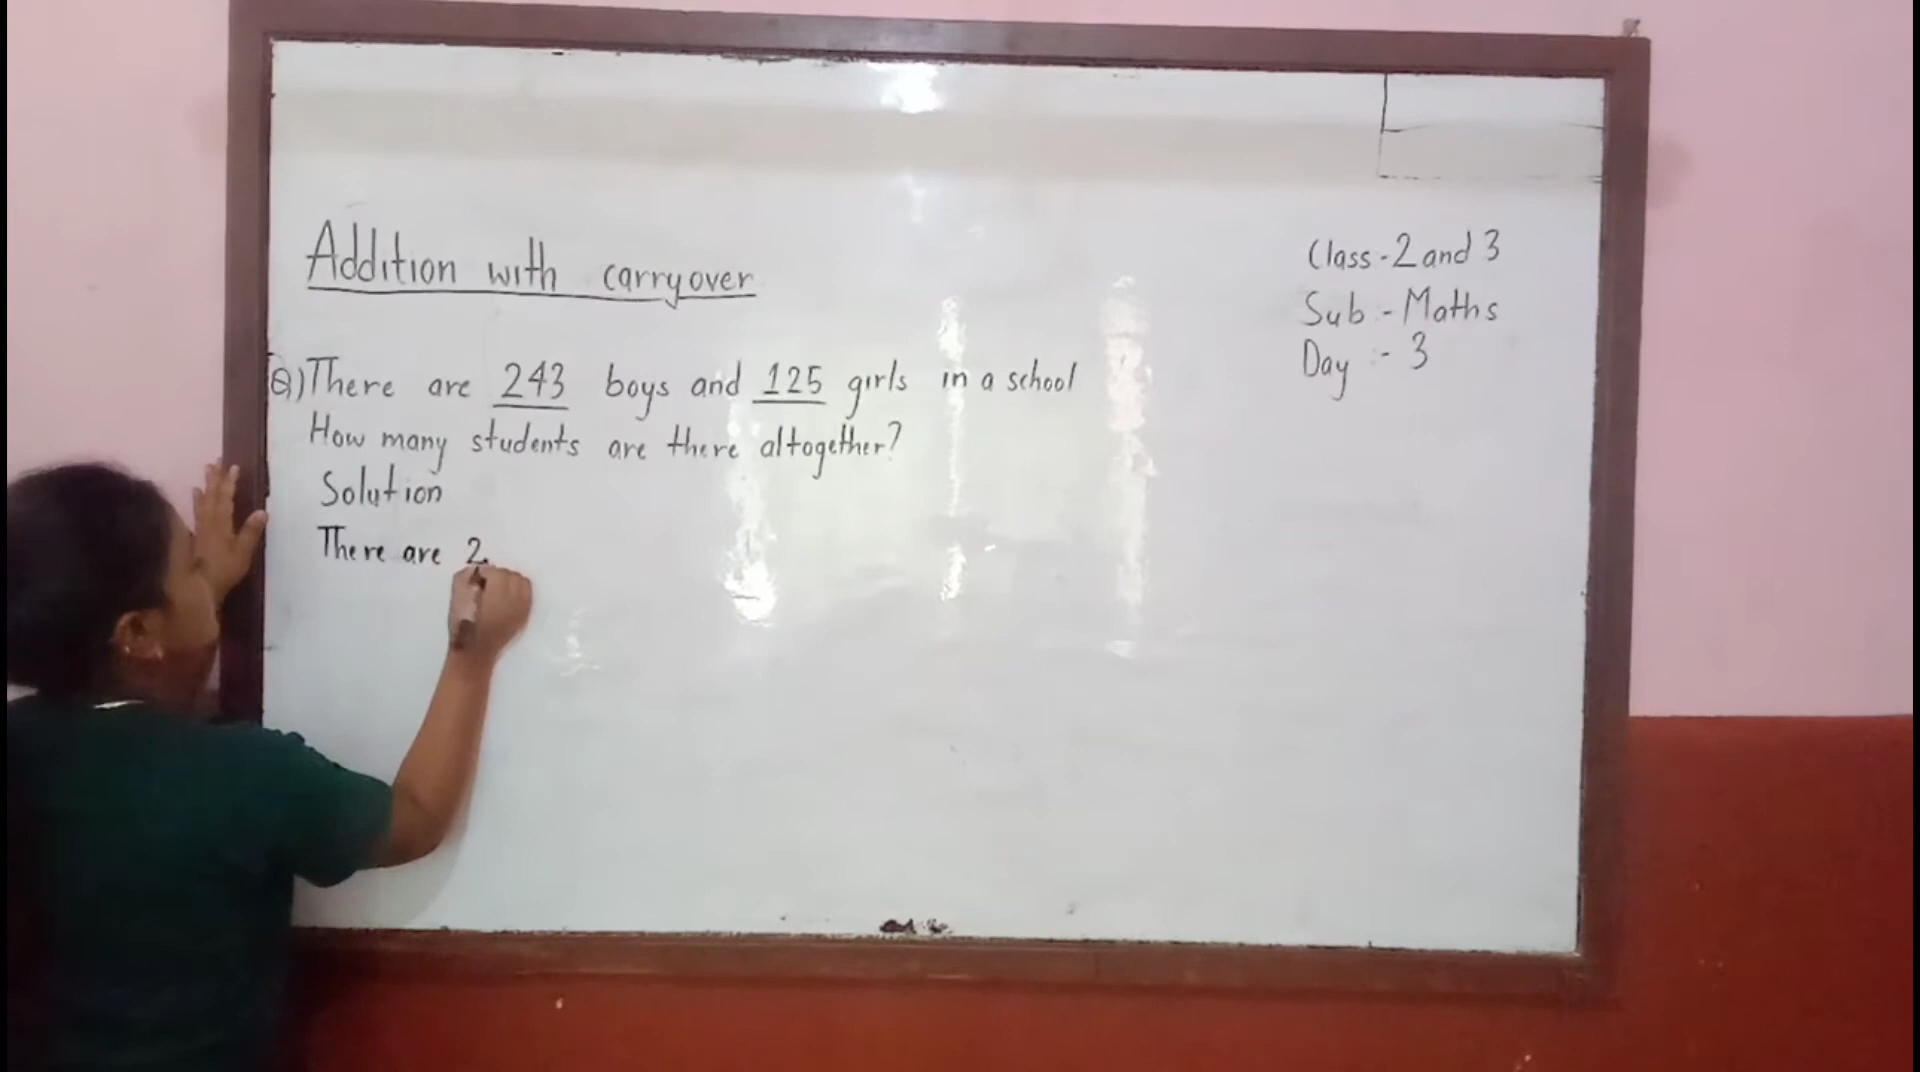 Addition with carryover
Class - 2 and 3
Sub - Maths
Day :- 3
Q) There are 243 boys and 125 girls in a school
How many students are there altogether?
Solution
There are 2